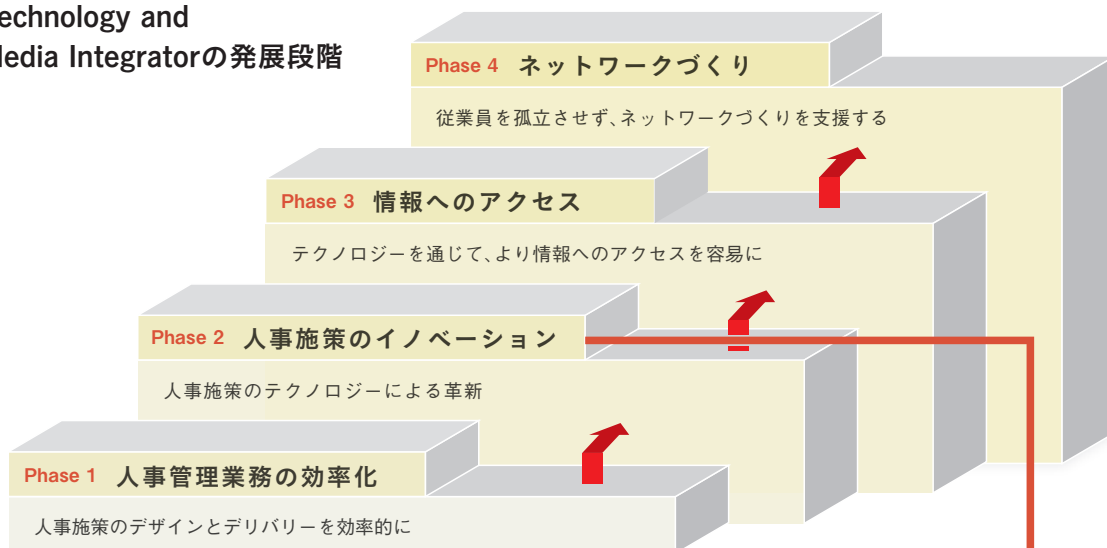 echnology and
edia Integratorの発展段階
Phase 4 ネットワークづくり
従業員を孤立させず、ネットワークづくりを支援する
Phase 3 情報へのアクセス
テクノロジーを通じて、より情報へのアクセスを容易に
Phase 2 人事施策のイノベーション
人事施策のテクノロジーによる革新
Phase 1 人事管理業務の効率化
人事施策のデザインとデリバリーを効率的に